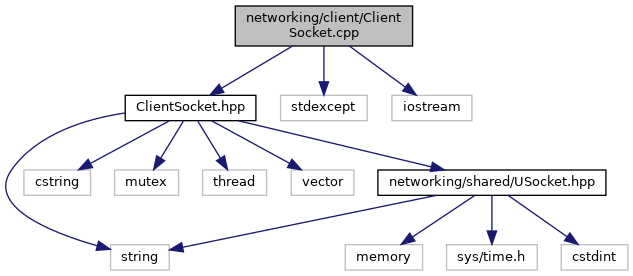 networking/client/Client
Socket.cpp
ClientSocket.hpp
stdexcept
iostream
cstring
mutex
thread
vector
networking/shared/USocket.hpp
string
memory
sys/time.h
cstdint